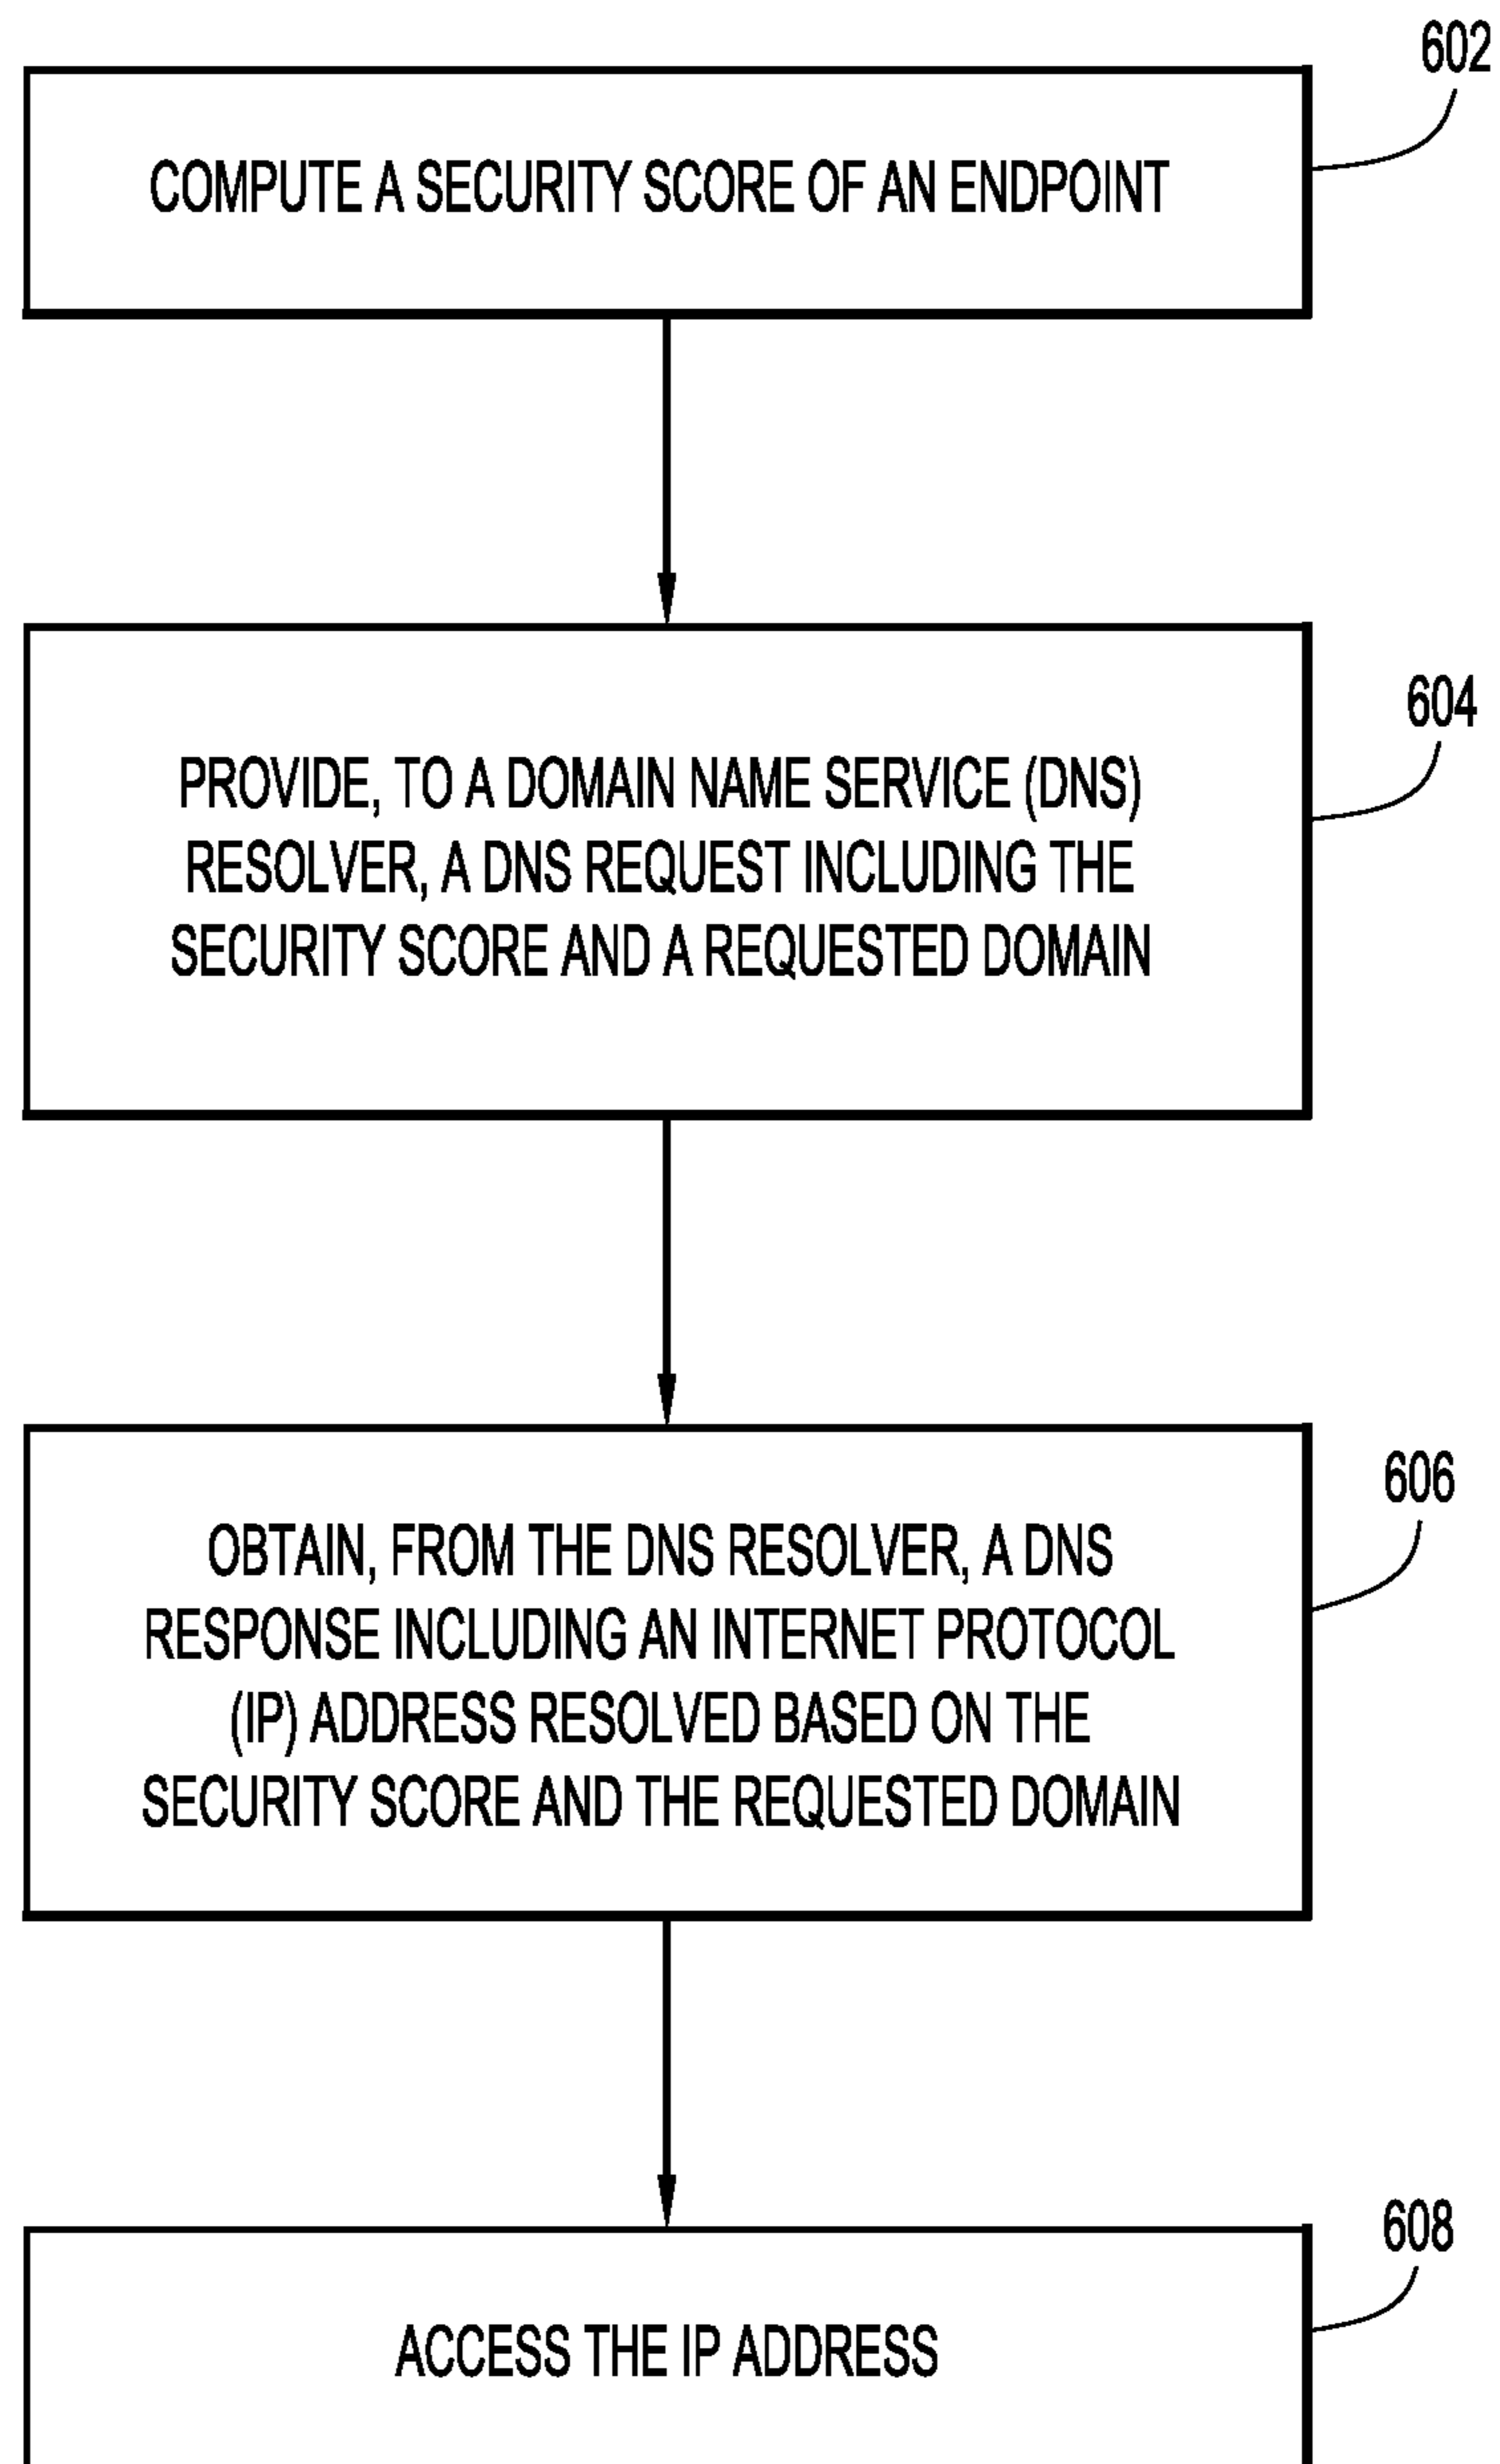 602
COMPUTE A SECURITY SCORE OF AN ENDPOINT
604
PROVIDE, TO A DOMAIN NAME SERVICE (DNS)
RESOLVER, A DNS REQUEST INCLUDING THE
SECURITY SCORE AND A REQUESTED DOMAIN
606
OBTAIN, FROM THE DNS RESOLVER, A DNS
RESPONSE INCLUDING AN INTERNET PROTOCOL
(IP) ADDRESS RESOLVED BASED ON THE
SECURITY SCORE AND THE REQUESTED DOMAIN
608
ACCESS THE IP ADDRESS